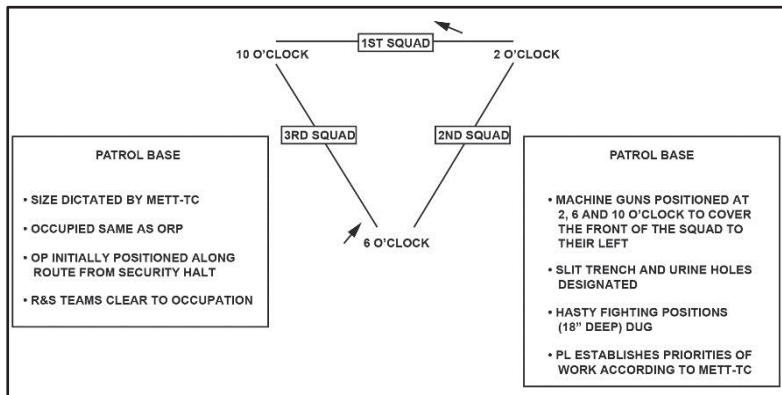 1ST SQUAD
10 O'CLOCK
2 O'CLOCK
3RD SQUAD
2ND SQUAD
6 O'CLOCK
PATROL BASE
• SIZE DICTATED BY METT-TC
• OCCUPIED SAME AS ORP
• OP INITIALLY POSITIONED ALONG
ROUTE FROM SECURITY HALT
• R&S TEAMS CLEAR TO OCCUPATION
PATROL BASE
• MACHINE GUNS POSITIONED AT
2, 6 AND 10 O'CLOCK TO COVER
THE FRONT OF THE SQUAD TO
THEIR LEFT
• SLIT TRENCH AND URINE HOLES
DESIGNATED
• HASTY FIGHTING POSITIONS
(18" DEEP) DUG
• PL ESTABLISHES PRIORITIES OF
WORK ACCORDING TO METT-TC